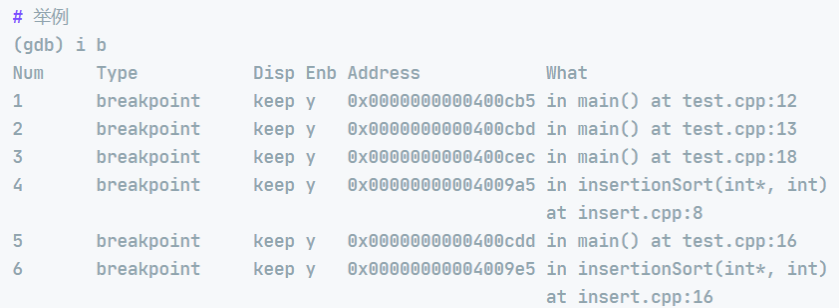 # 举例
(gdb) i b
Num     Type           Disp Enb Address            What
1       breakpoint     keep y   0x0000000000400cb5 in main() at test.cpp:12
2       breakpoint     keep y   0x0000000000400cbd in main() at test.cpp:13
3       breakpoint     keep y   0x0000000000400cec in main() at test.cpp:18
4       breakpoint     keep y   0x00000000004009a5 in insertionSort(int*, int)
                                                   at insert.cpp:8
5       breakpoint     keep y   0x0000000000400cdd in main() at test.cpp:16
6       breakpoint     keep y   0x00000000004009e5 in insertionSort(int*, int)
                                                   at insert.cpp:16